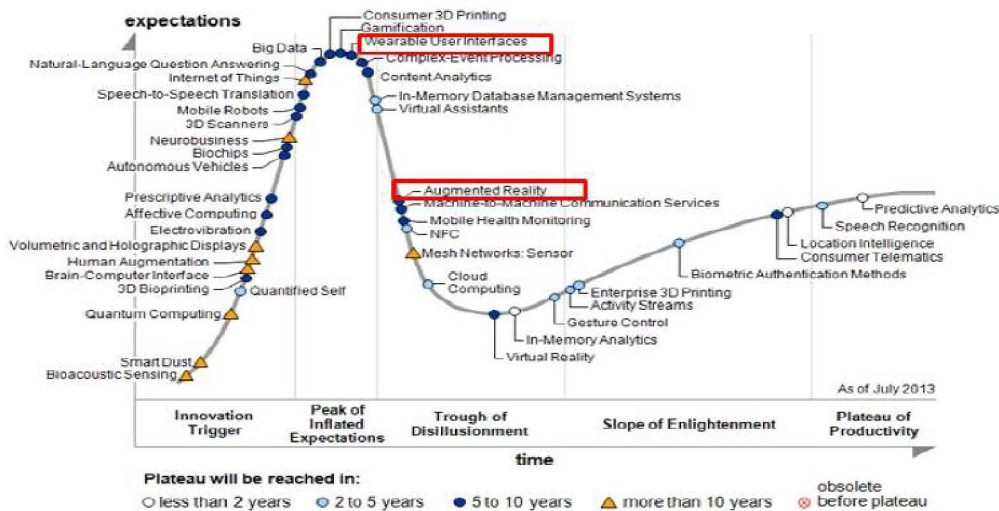 expectations
Consumer 3D Printing
Gamification
Wearable User Interfaces
Big Data
Complex-Event Processing
Natural-Language Question Answering
Content Analytics
Internet of Things
Speech-to-Speech Translation
In-Memory Database Management Systems
Virtual Assistants
Mobile Robots
3D Scanners
Neurobusiness
Biochips
Autonomous Vehicles
Prescriptive Analytics
Augmented Reality
Machine-to-Machine Communication Services
Affective Computing
Mobile Health Monitoring
Electrovibration
NFC
Volumetric and Holographic Displays
Mesh Networks: Sensor
Human Augmentation
Brain-Computer Interface
3D Bioprinting
Quantified Self
Cloud
Computing
Quantum Computing
Enterprise 3D Printing
Activity Streams
Gesture Control
In-Memory Analytics
Virtual Reality
Smart Dust
Bioacoustic Sensing
Predictive Analytics
Speech Recognition
Location Intelligence
Consumer Telematics
Biometric Authentication Methods
As of July 2013
Innovation
Trigger
Peak of
Inflated
Expectations
Trough of
Disillusionment
Slope of Enlightenment
Plateau of
Productivity
time
Plateau will be reached in:
less than 2 years
2 to 5 years
5 to 10 years
more than 10 years
obsolete
before plateau